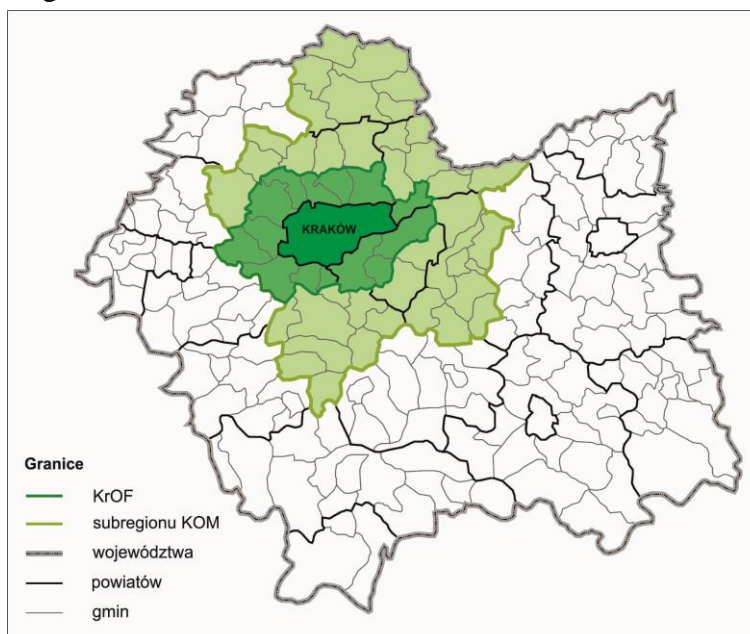 KRAKÓW
Granice
KrOF
subregionu KOM
województwa
powiatów
gmin